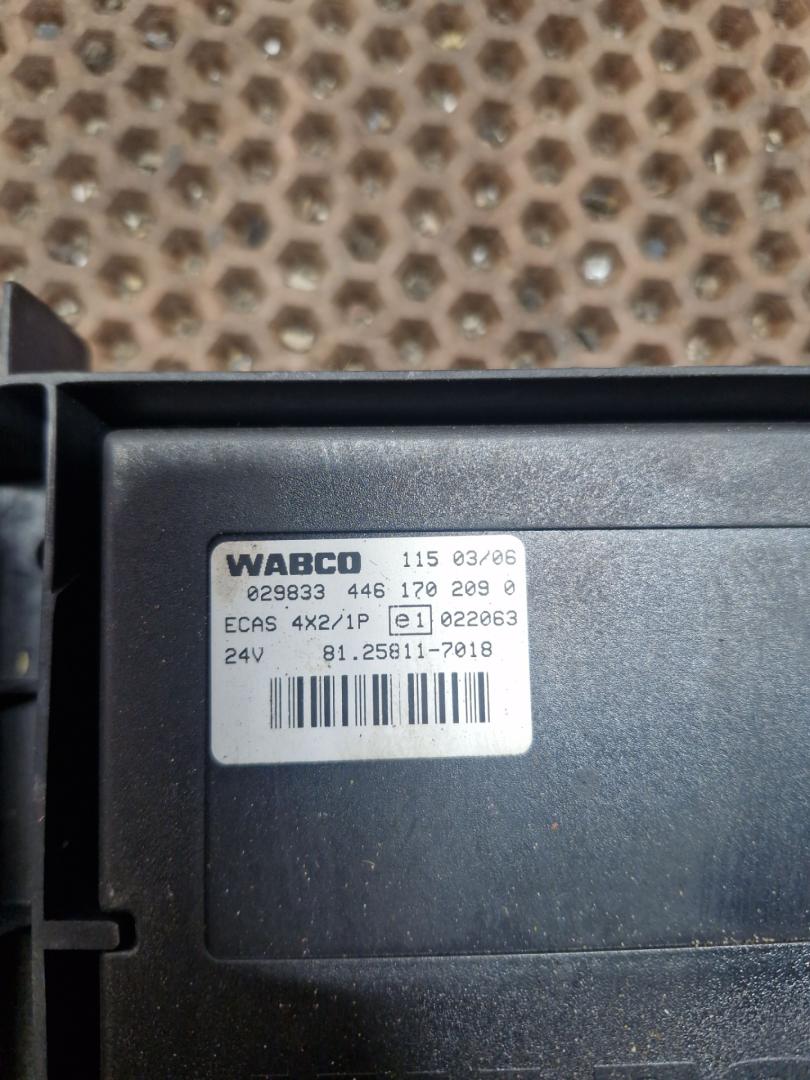 WABCO 115 03/06
029833 446 170 209 0
ECAS 4X2/1P e1 022063
24V 81.25811-7018